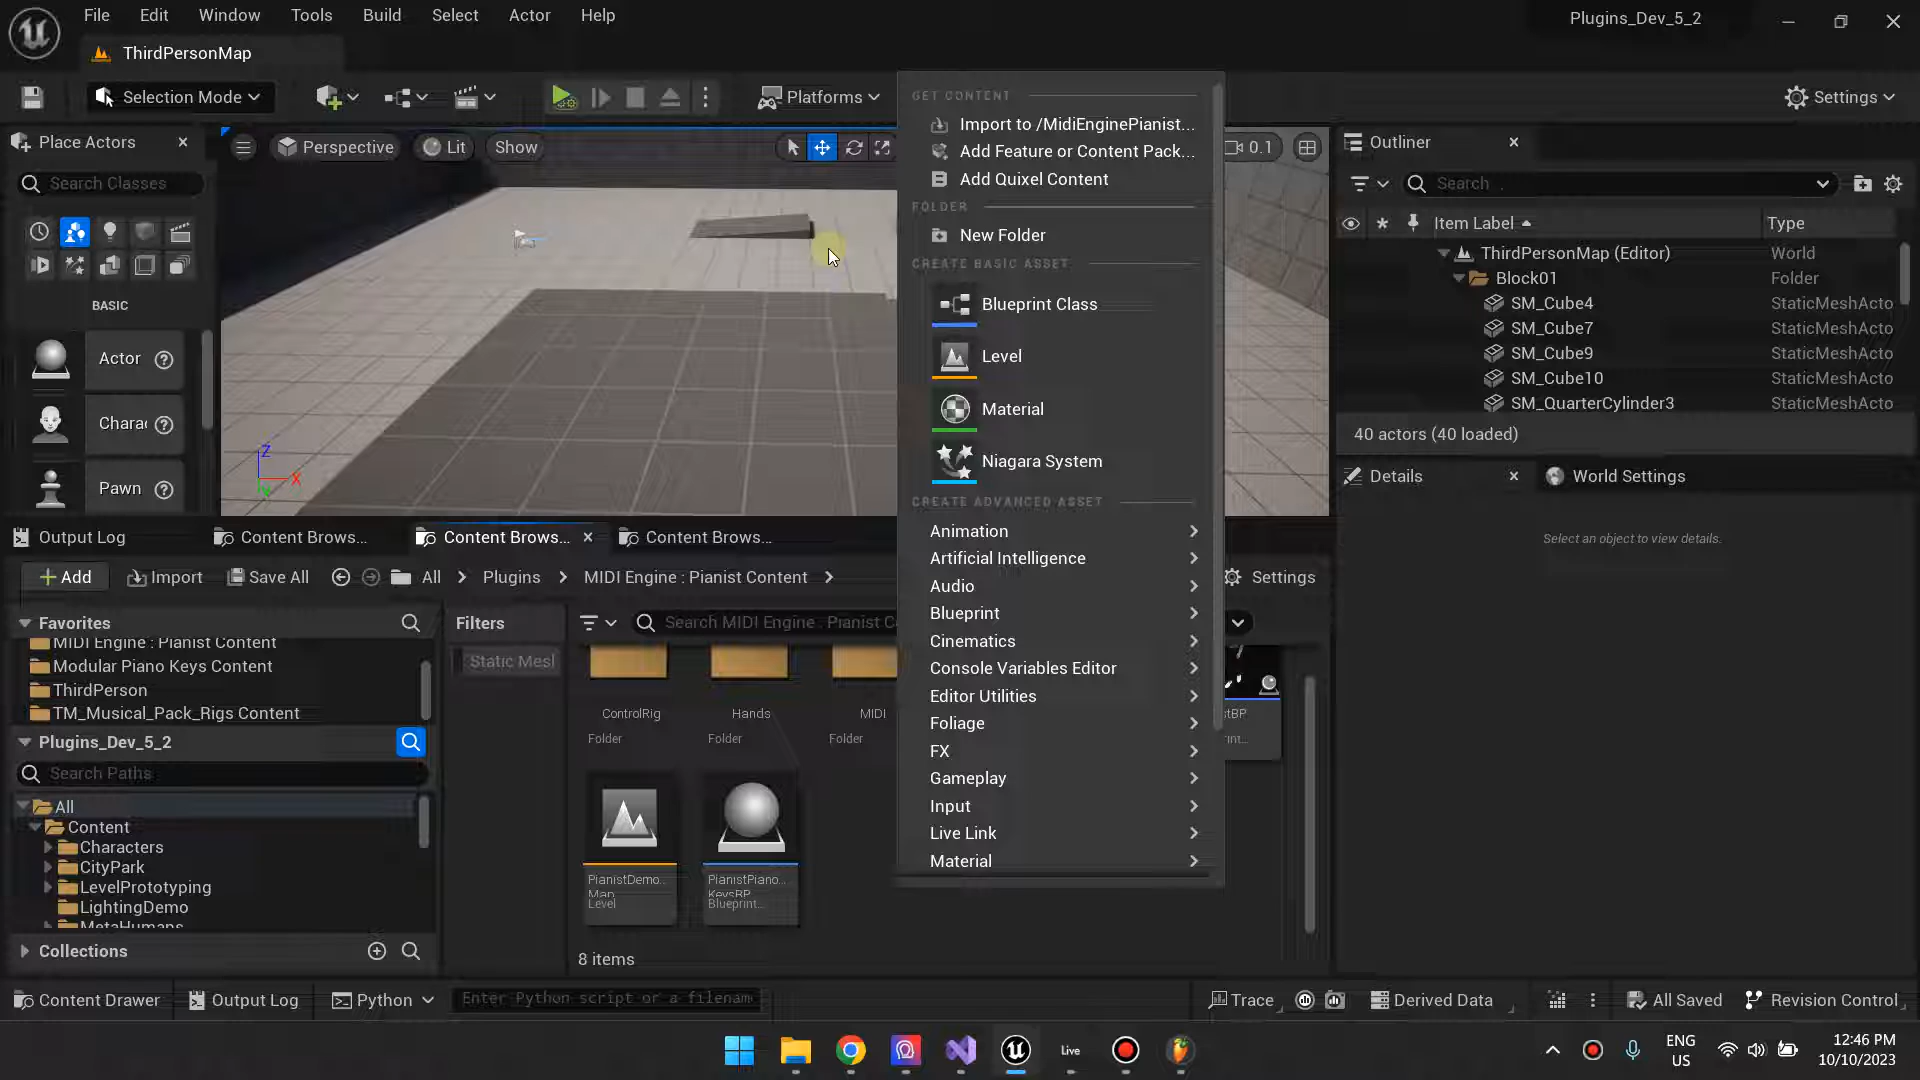 File
Edit
Window
Tools
Build
Select
Actor
Help
Plugins_Dev_5_2
ThirdPersonMap
Selection Mode
Platforms
Settings
Place Actors
Search Classes
BASIC
Actor
Charac
Pawn
Perspective
Lit
Show
0.1
Z
X
GET CONTENT
Import to /MidiEnginePianist...
Add Feature or Content Pack...
Add Quixel Content
FOLDER
New Folder
CREATE BASIC ASSET
Blueprint Class
Level
Material
Niagara System
CREATE ADVANCED ASSET
Animation
Artificial Intelligence
Audio
Blueprint
Cinematics
Console Variables Editor
Editor Utilities
Foliage
FX
Gameplay
Input
Live Link
Material
Outliner
Search
Item Label
Type
ThirdPersonMap (Editor)
World
Block01
Folder
SM_Cube4
StaticMeshActo
SM_Cube7
StaticMeshActo
SM_Cube9
StaticMeshActo
SM_Cube10
StaticMeshActo
SM_QuarterCylinder3
StaticMeshActo
40 actors (40 loaded)
Details
World Settings
Select an object to view details.
Output Log
Content Brows...
Content Brows...
Content Brows...
Add
Import
Save All
All
Plugins
MIDI Engine : Pianist Content
Settings
Favorites
MIDI Engine : Pianist Content
Modular Piano Keys Content
ThirdPerson
TM_Musical_Pack_Rigs Content
Plugins_Dev_5_2
Search Paths
All
Content
Characters
CityPark
LevelPrototyping
LightingDemo
MetaHumans
Collections
Filters
Static Mesl
Search MIDI Engine : Pianist C
ControlRig
Folder
Hands
Folder
MIDI
Folder
PianistDemo..
Map
Level
PianistPiano..
KeysBP
Blueprint...
8 items
Content Drawer
Output Log
Python
Enter Python script or a filename
Trace
Derived Data
All Saved
Revision Control
Live
ENG
US
12:46 PM
10/10/2023